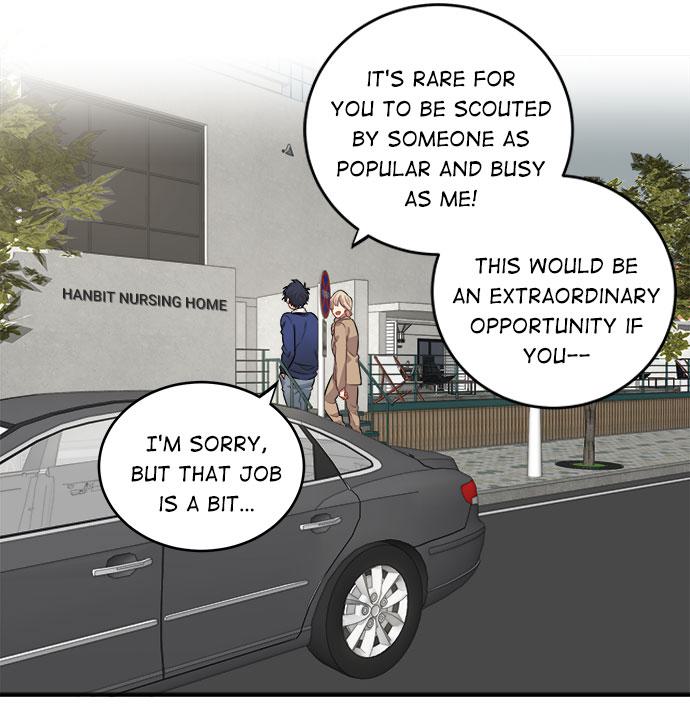 IT'S RARE FOR
YOU TO BE SCOUTED
BY SOMEONE AS
POPULAR AND BUSY
AS ME!
THIS WOULD BE
AN EXTRAORDINARY
OPPORTUNITY IF
YOU--
HANBIT NURSING HOME
I'M SORRY,
BUT THAT JOB
IS A BIT...